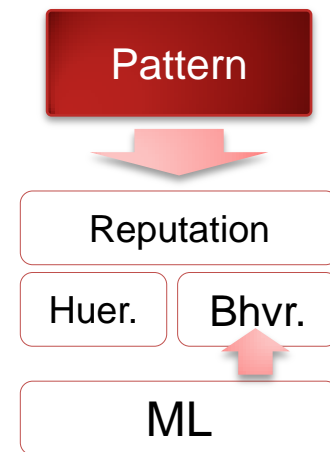 Pattern
Reputation
Huer.
Bhvr.
ML